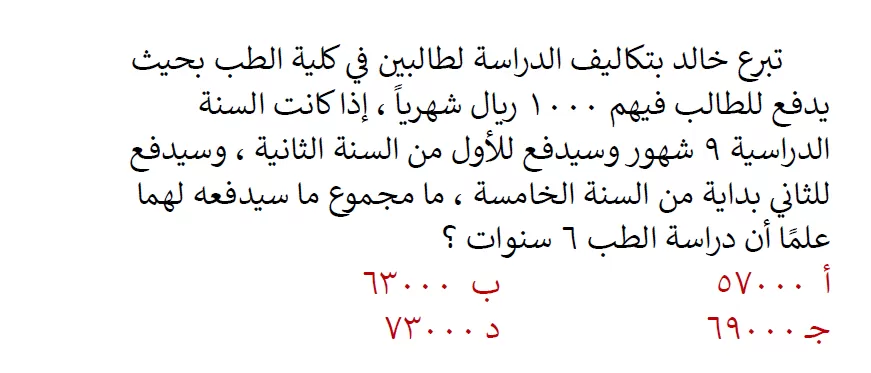 تبرع خالد بتكاليف الدراسة لطالبين في كلية الطب بحيث
يدفع للطالب فيهم ١٠٠٠ ريال شهرياً ، إذا كانت السنة
الدراسية ٩ شهور وسيدفع للأول من السنة الثانية ، وسيدفع
للثاني بداية من السنة الخامسة ، ما مجموع ما سيدفعه لهما
علمًا أن دراسة الطب ٦ سنوات ؟
أ ٥٧٠٠٠ ب ٦٣٠٠٠
جـ ٦٩٠٠٠ د ٧٣٠٠٠